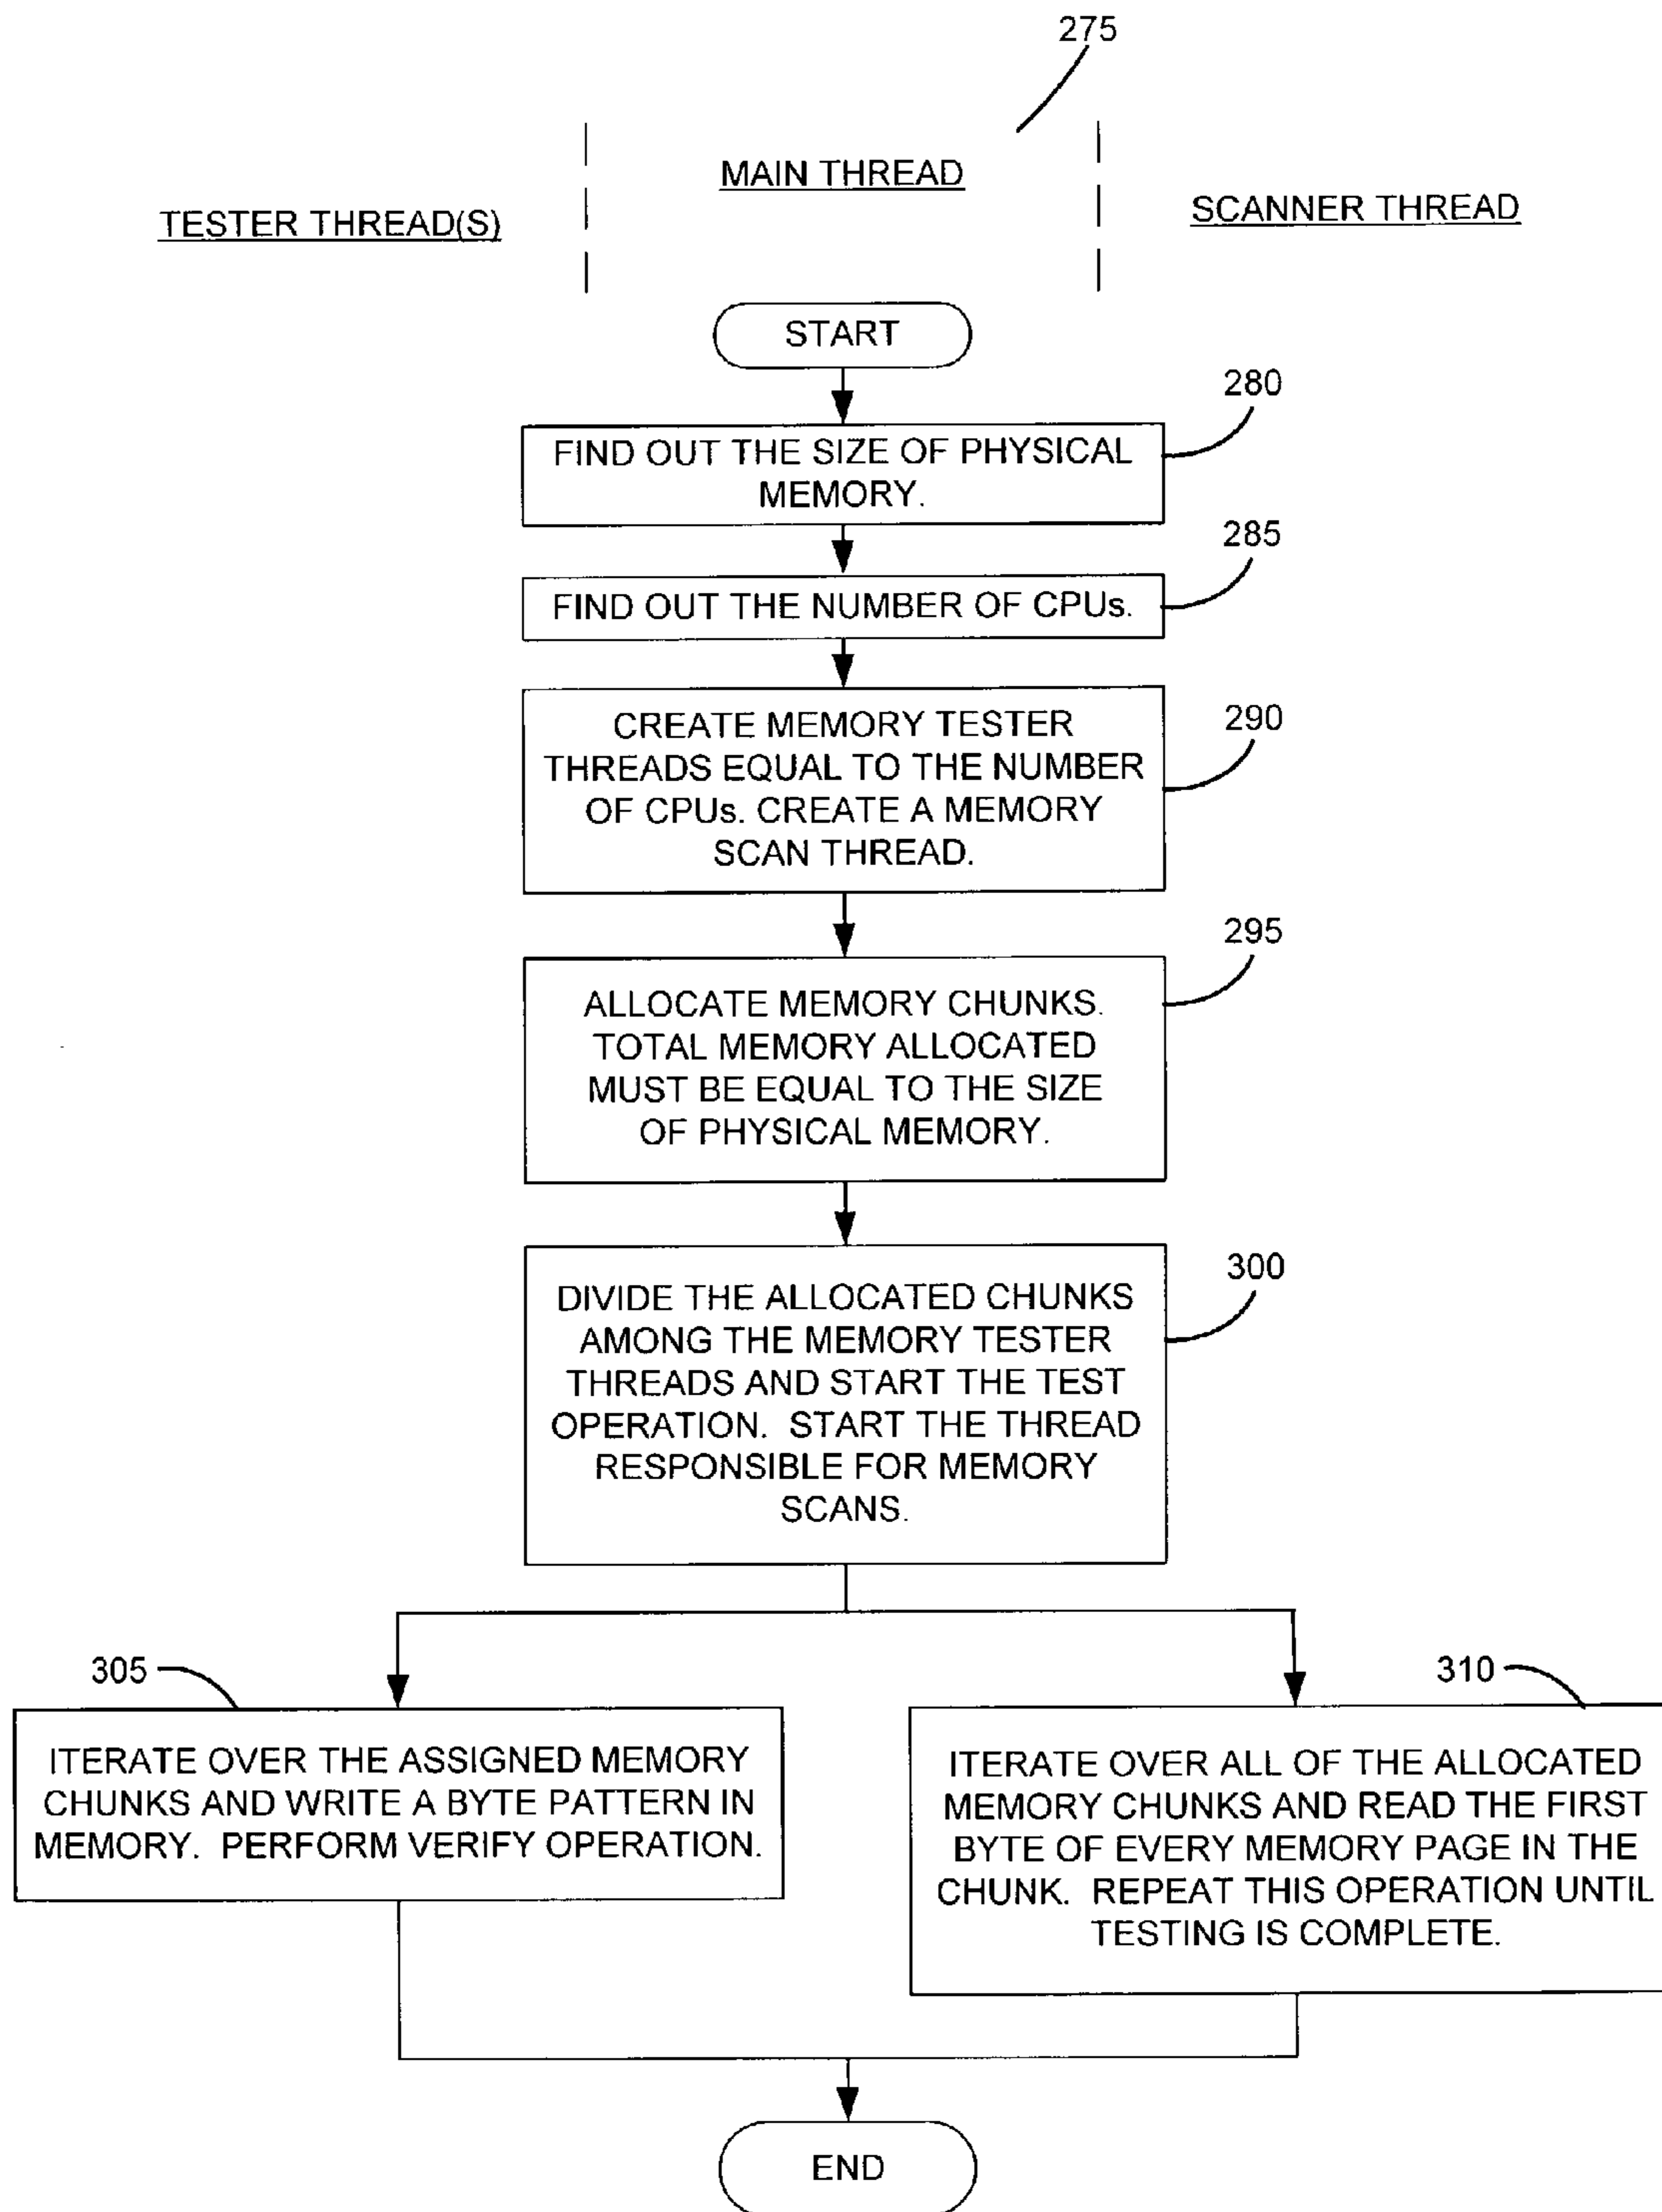 275
MAIN THREAD
TESTER THREAD(S)
SCANNER THREAD
START
280
FIND OUT THE SIZE OF PHYSICAL
MEMORY.
285
FIND OUT THE NUMBER OF CPUs.
290
CREATE MEMORY TESTER
THREADS EQUAL TO THE NUMBER
OF CPUs. CREATE A MEMORY
SCAN THREAD.
295
ALLOCATE MEMORY CHUNKS.
TOTAL MEMORY ALLOCATED
MUST BE EQUAL TO THE SIZE
OF PHYSICAL MEMORY.
300
DIVIDE THE ALLOCATED CHUNKS
AMONG THE MEMORY TESTER
THREADS AND START THE TEST
OPERATION. START THE THREAD
RESPONSIBLE FOR MEMORY
SCANS.
305
ITERATE OVER THE ASSIGNED MEMORY
CHUNKS AND WRITE A BYTE PATTERN IN
MEMORY. PERFORM VERIFY OPERATION.
310
ITERATE OVER ALL OF THE ALLOCATED
MEMORY CHUNKS AND READ THE FIRST
BYTE OF EVERY MEMORY PAGE IN THE
CHUNK. REPEAT THIS OPERATION UNTIL
TESTING IS COMPLETE.
END